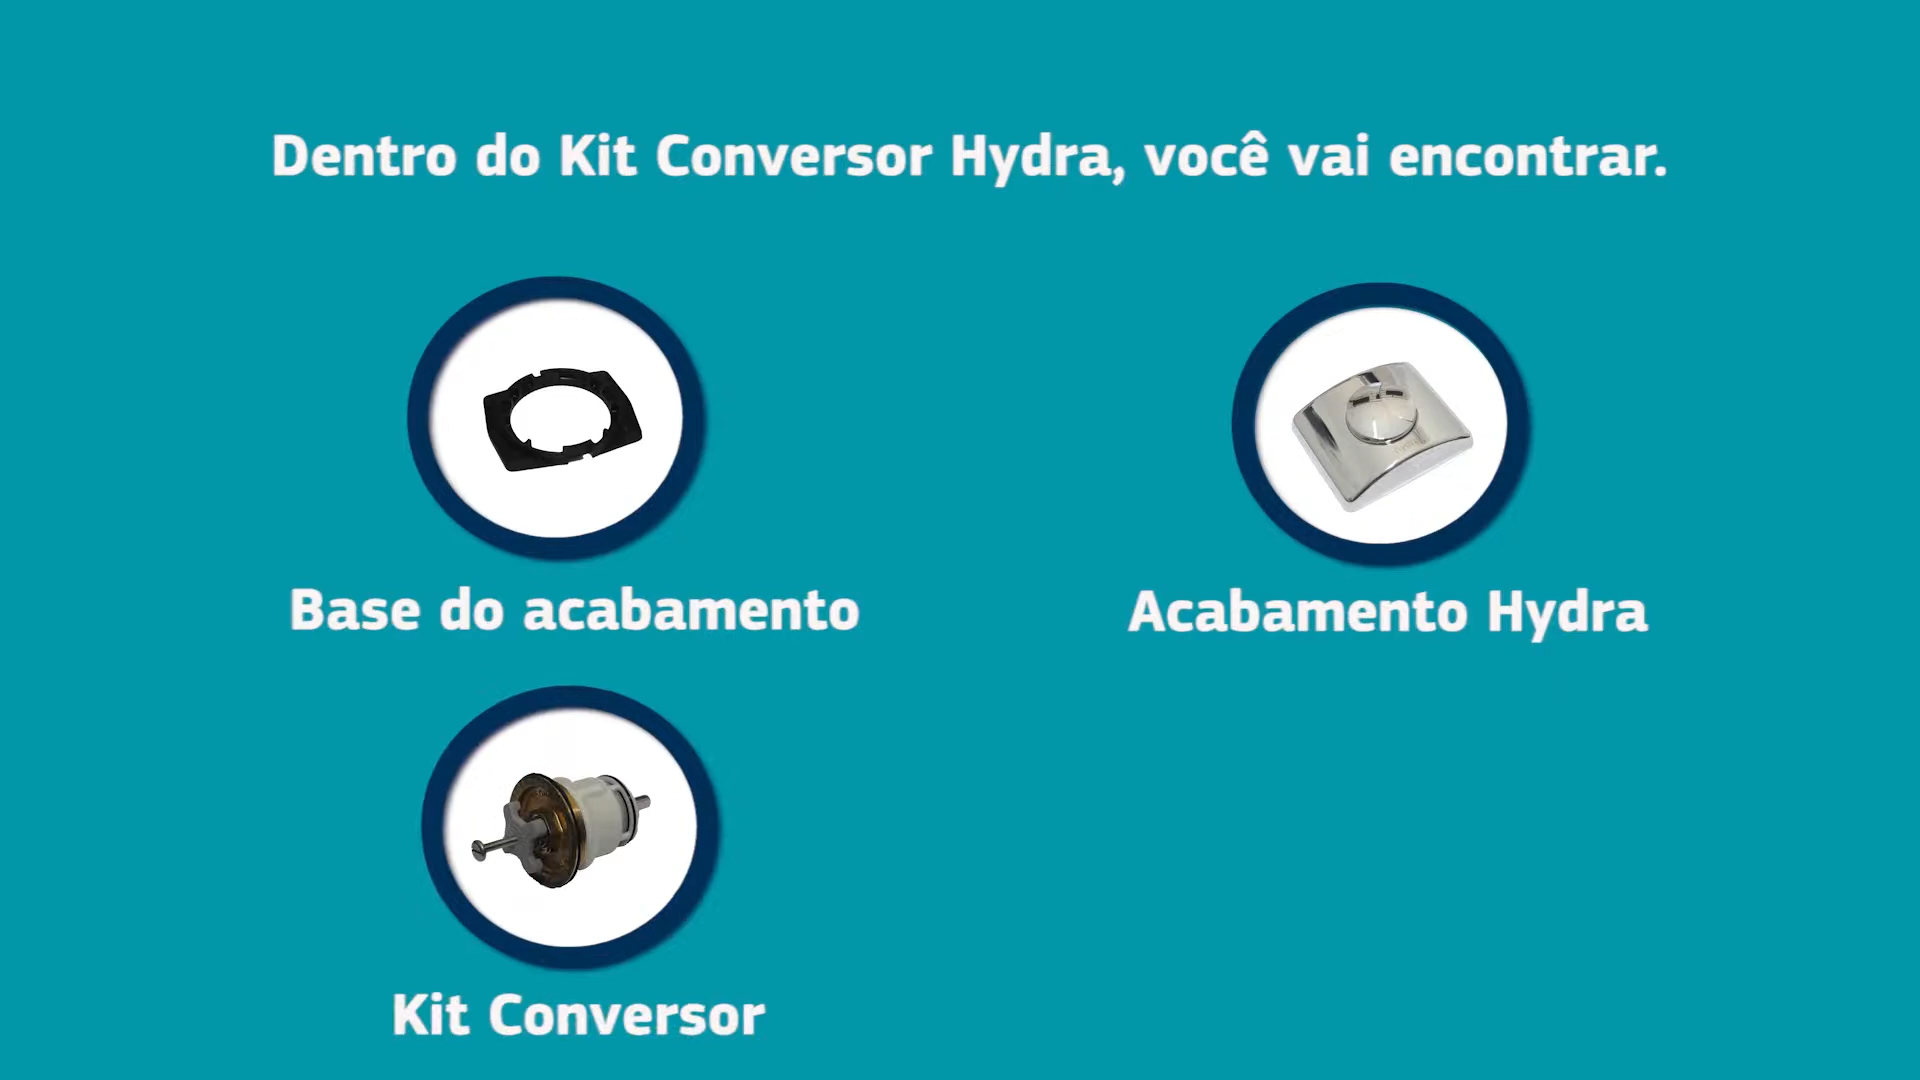 Dentro do Kit Conversor Hydra, você vai encontrar.
Base do acabamento
Acabamento Hydra
Kit Conversor